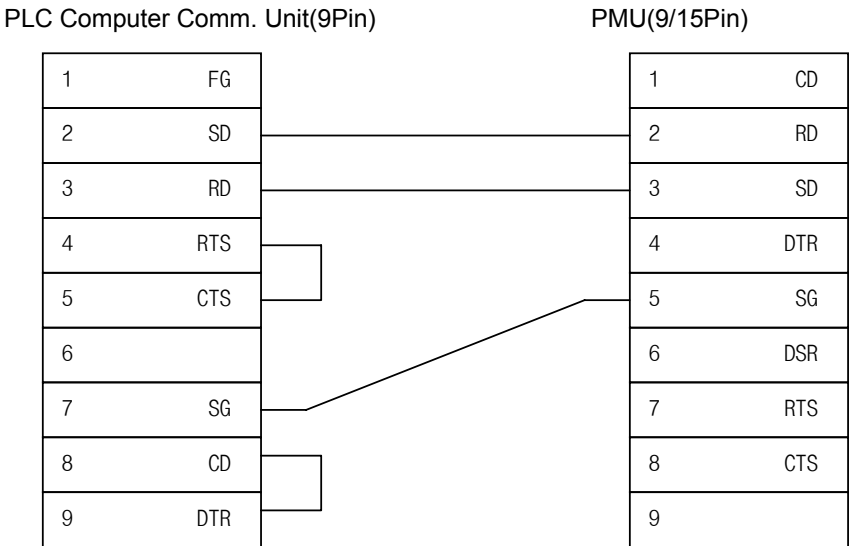 PLC Computer Comm. Unit(9Pin) PMU(9/15Pin)
1 FG 1 CD
2 SD 2 RD
3 RD 3 SD
4 RTS 4 DTR
5 CTS 5 SG
6 6 DSR
7 SG 7 RTS
8 CD 8 CTS
9 DTR 9